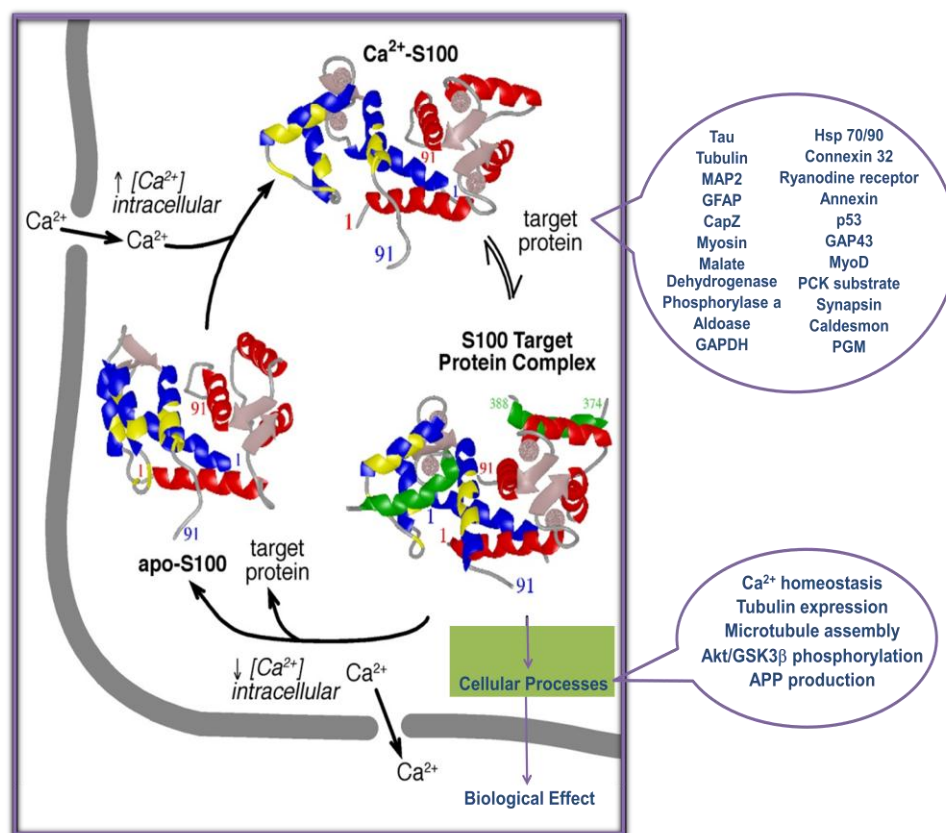 Ca²⁺-S100
↑ [Ca²⁺]
intracellular
Ca²⁺
Ca²⁺
91
1
1
91
target
protein
Tau
Tubulin
MAP2
GFAP
CapZ
Myosin
Malate
Dehydrogenase
Phosphorylase a
Aldoase
GAPDH
Hsp 70/90
Connexin 32
Ryanodine receptor
Annexin
p53
GAP43
MyoD
PCK substrate
Synapsin
Caldesmon
PGM
S100 Target
Protein Complex
388
374
91
1
1
91
91
1
1
91
apo-S100
target
protein
↓ [Ca²⁺]
intracellular
Ca²⁺
Ca²⁺
Cellular Processes
Biological Effect
Ca²⁺ homeostasis
Tubulin expression
Microtubule assembly
Akt/GSK3β phosphorylation
APP production